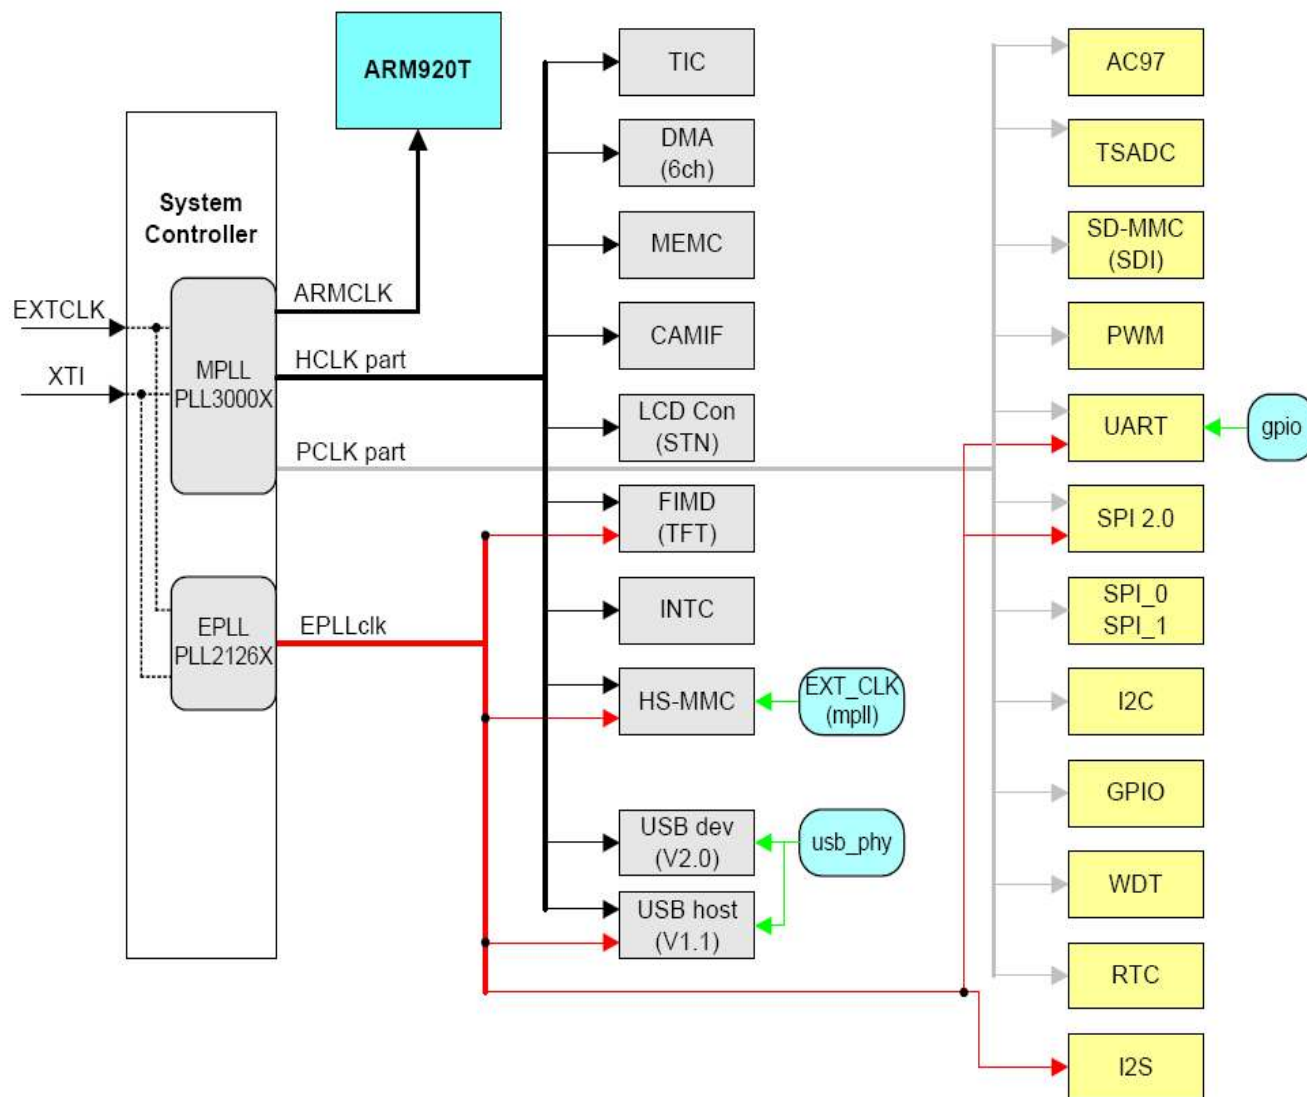 ARM920T
System
Controller
EXTCLK
XTI
MPLL
PLL3000X
EPLL
PLL2126X
ARMCLK
HCLK part
PCLK part
EPLLclk
TIC
DMA
(6ch)
MEMC
CAMIF
LCD Con
(STN)
FIMD
(TFT)
INTC
HS-MMC
USB dev
(V2.0)
USB host
(V1.1)
EXT_CLK
(mpll)
usb_phy
AC97
TSADC
SD-MMC
(SDI)
PWM
UART
gpio
SPI 2.0
SPI_0
SPI_1
I2C
GPIO
WDT
RTC
I2S